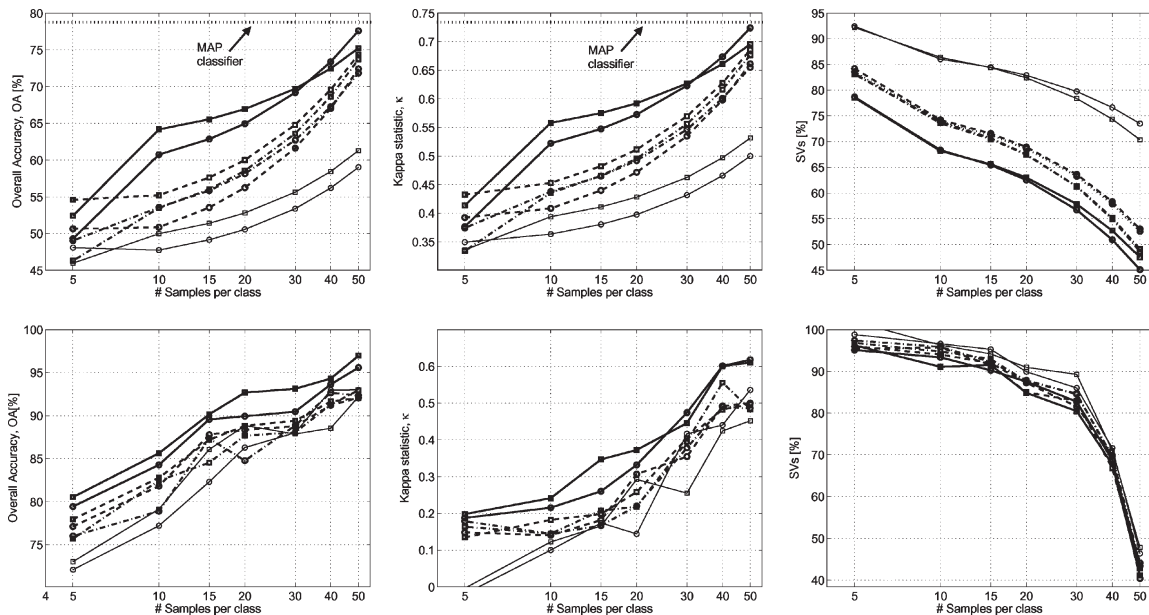 80
75
70
65
60
55
50
45
Overall Accuracy, OA [%]
MAP
classifier
5 10 15 20 30 40 50
# Samples per class
0.75
0.7
0.65
0.6
0.55
0.5
0.45
0.4
0.35
Kappa statistic, κ
MAP
classifier
5 10 15 20 30 40 50
# Samples per class
95
90
85
80
75
70
65
60
55
50
45
SVs [%]
5 10 15 20 30 40 50
# Samples per class
100
95
90
85
80
75
Overall Accuracy, OA[%]
4 5 10 15 20 30 40 50
# Samples per class
0.6
0.5
0.4
0.3
0.2
0.1
0
Kappa statistic, κ
4 5 10 15 20 30 40 50
# Samples per class
100
90
80
70
60
50
40
SVs [%]
5 10 15 20 30 40 50
# Samples per class